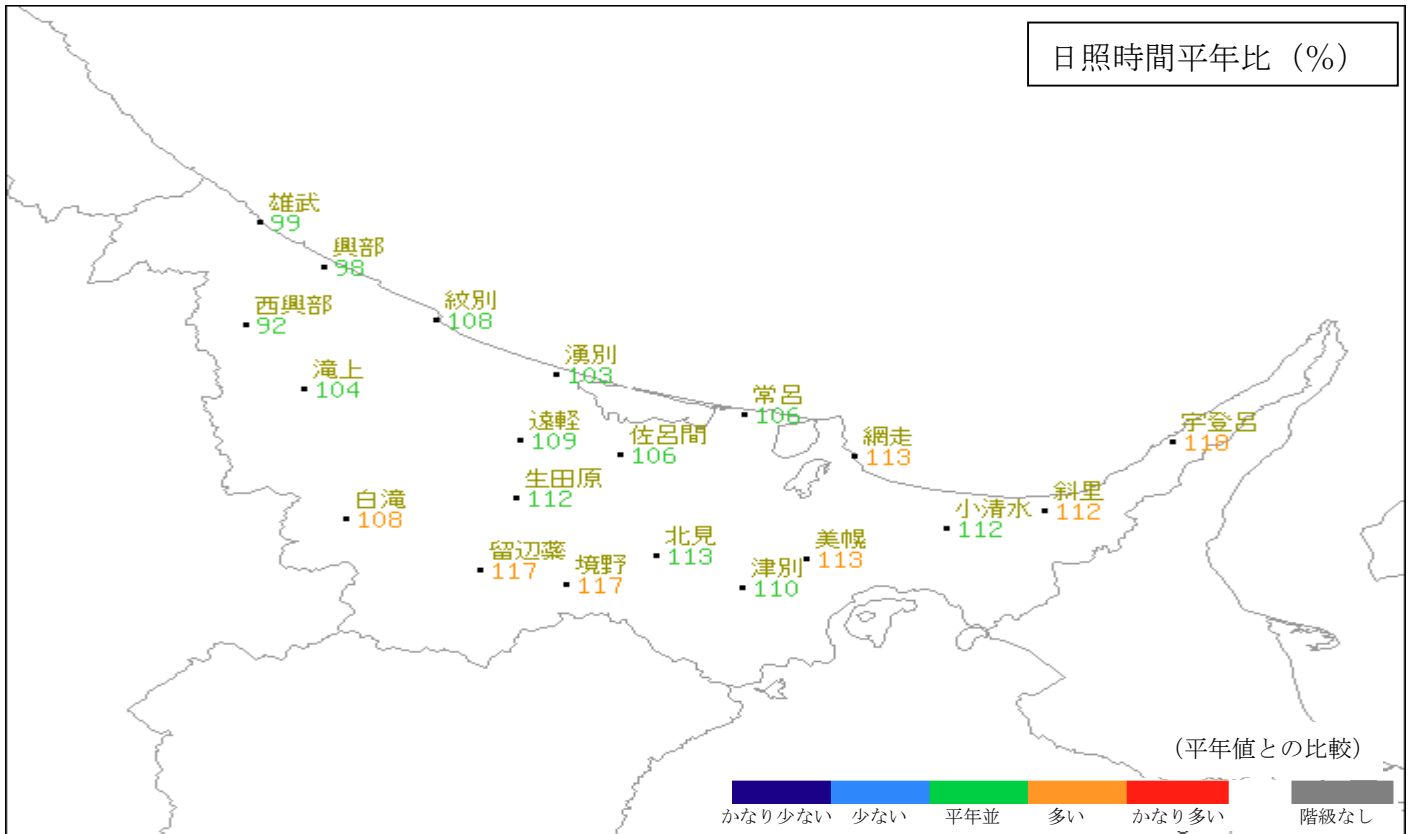 日照時間平年比（%）
雄武
99
興部
98
西興部
92
紋別
108
滝上
104
湧別
103
常呂
106
遠軽
109
佐呂間
106
網走
113
宇登呂
118
生田原
112
白滝
108
斜里
112
小清水
112
北見
113
美幌
113
留辺蘂
117
境野
117
津別
110
（平年値との比較）
かなり少ない 少ない 平年並 多い かなり多い 階級なし